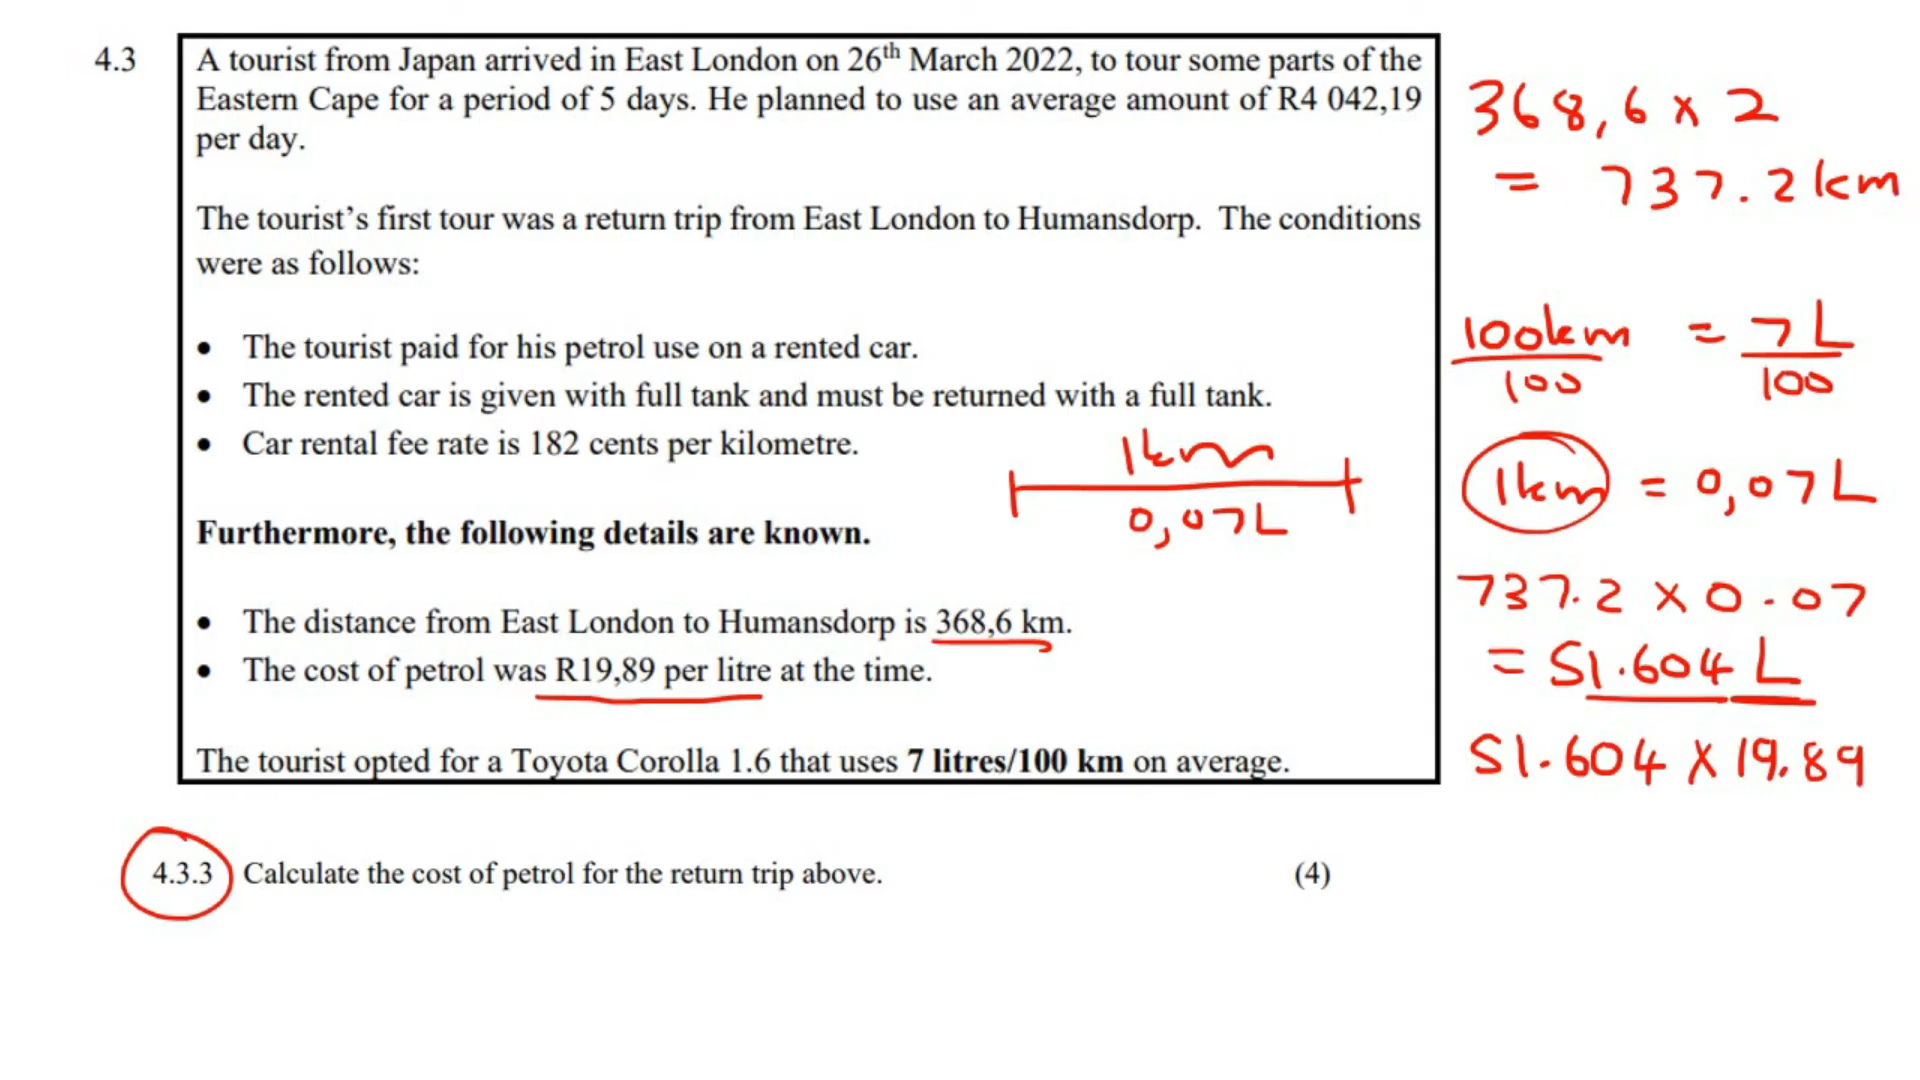 4.3 A tourist from Japan arrived in East London on 26th March 2022, to tour some parts of the
Eastern Cape for a period of 5 days. He planned to use an average amount of R4 042,19
per day.
The tourist's first tour was a return trip from East London to Humansdorp. The conditions
were as follows:
• The tourist paid for his petrol use on a rented car.
• The rented car is given with full tank and must be returned with a full tank.
• Car rental fee rate is 182 cents per kilometre.
1km
0,07L
Furthermore, the following details are known.
• The distance from East London to Humansdorp is 368,6 km.
• The cost of petrol was R19,89 per litre at the time.
The tourist opted for a Toyota Corolla 1.6 that uses 7 litres/100 km on average.
368,6 x 2
= 737.2km
100km = 7L
100 100
1km = 0,07L
737.2 x 0.07
= 51.604 L
51.604 x 19.89
4.3.3 Calculate the cost of petrol for the return trip above. (4)